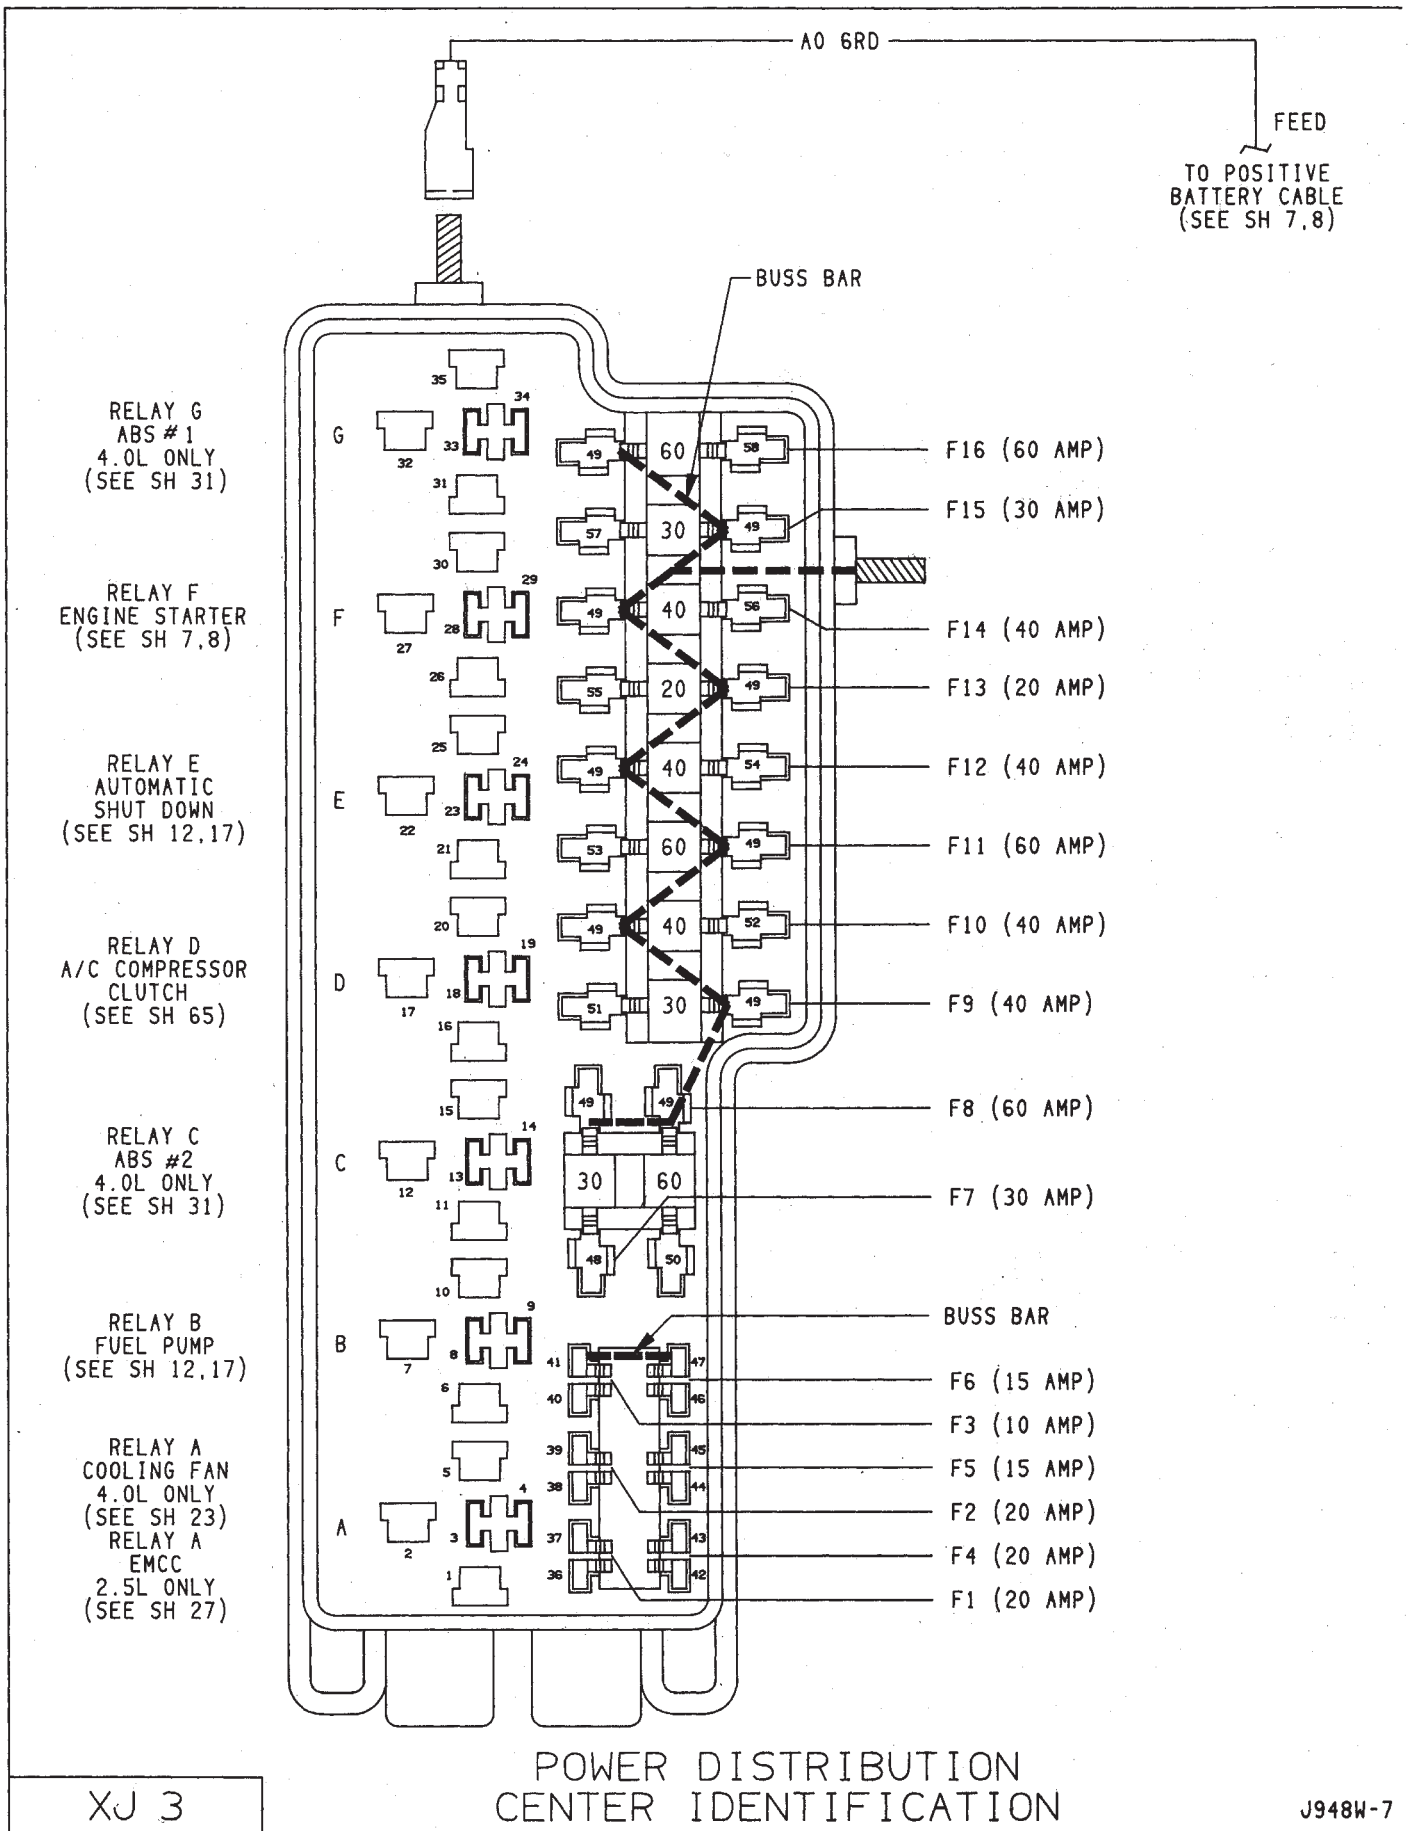 A0 6RD
FEED
TO POSITIVE
BATTERY CABLE
(SEE SH 7,8)
BUSS BAR
RELAY G
ABS #1
4.0L ONLY
(SEE SH 31)
RELAY F
ENGINE STARTER
(SEE SH 7,8)
RELAY E
AUTOMATIC
SHUT DOWN
(SEE SH 12,17)
RELAY D
A/C COMPRESSOR
CLUTCH
(SEE SH 65)
RELAY C
ABS #2
4.0L ONLY
(SEE SH 31)
RELAY B
FUEL PUMP
(SEE SH 12,17)
RELAY A
COOLING FAN
4.0L ONLY
(SEE SH 23)
RELAY A
EMCC
2.5L ONLY
(SEE SH 27)
35
G
34
33
32
31
30
F
29
28
27
26
25
E
24
23
22
21
20
D
19
18
17
16
15
C
14
13
12
11
10
B
9
8
7
6
5
A
4
3
2
1
49 60 58
57 30 49
49 40 56
55 20 49
49 40 54
53 60 49
49 40 52
51 30 49
49 49
30 60
48 50
41 47
40 46
39 45
38 44
37 43
36 42
F16 (60 AMP)
F15 (30 AMP)
F14 (40 AMP)
F13 (20 AMP)
F12 (40 AMP)
F11 (60 AMP)
F10 (40 AMP)
F9 (40 AMP)
F8 (60 AMP)
F7 (30 AMP)
BUSS BAR
F6 (15 AMP)
F3 (10 AMP)
F5 (15 AMP)
F2 (20 AMP)
F4 (20 AMP)
F1 (20 AMP)
POWER DISTRIBUTION
CENTER IDENTIFICATION
XJ 3
J948W-7